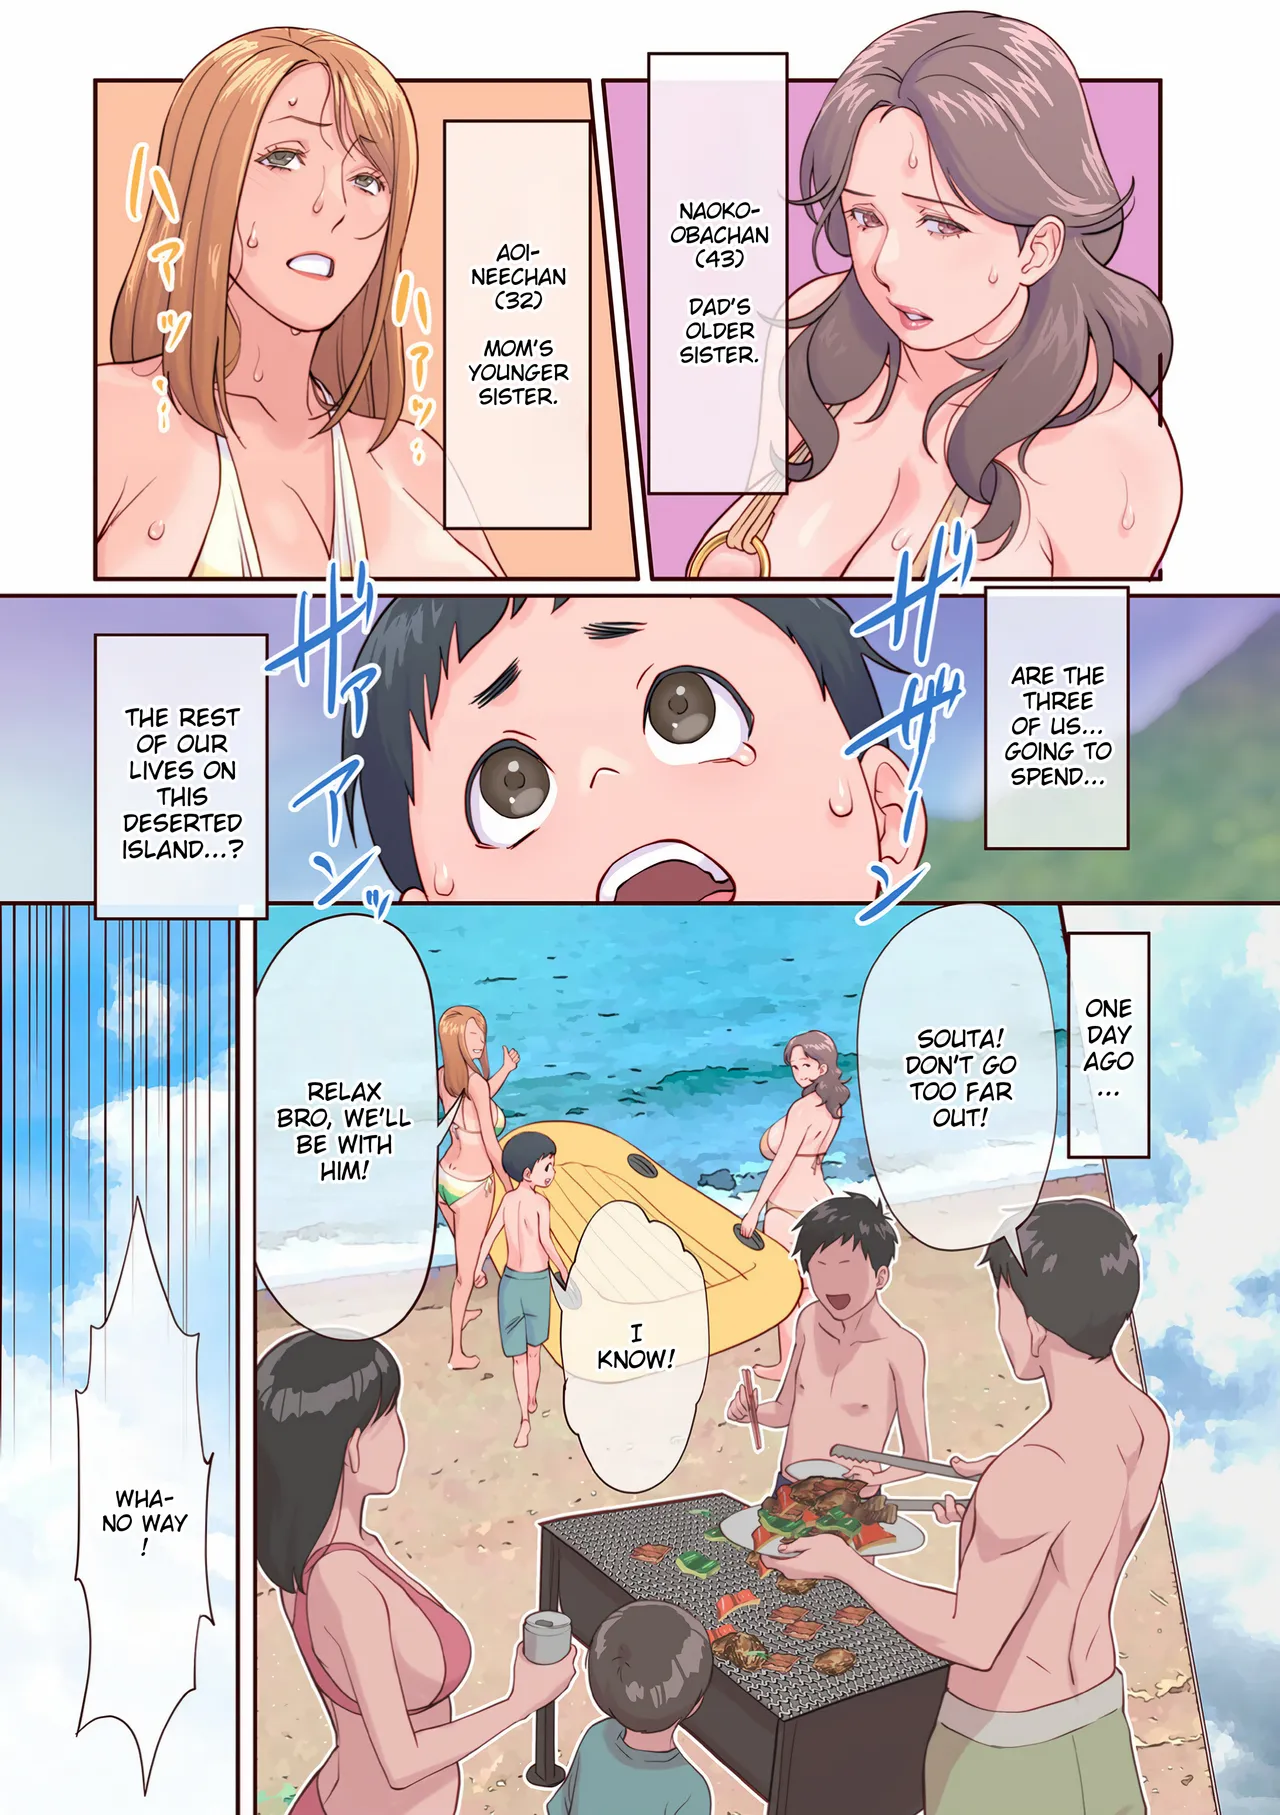 NAOKO-
OBACHAN
(43)
DAD'S
OLDER
SISTER.
AOI-
NEECHAN
(32)
MOM'S
YOUNGER
SISTER.
ハアッ…
ハアッ…
ARE THE
THREE
OF US...
GOING TO
SPEND...
ザザーン
ザァアンッ
THE REST
OF OUR
LIVES ON
THIS
DESERTED
ISLAND...?
ONE
DAY
AGO
...
SOUTA!
DON'T GO
TOO FAR
OUT!
RELAX
BRO, WE'LL
BE WITH
HIM!
I
KNOW!
WHA-
NO WAY
!